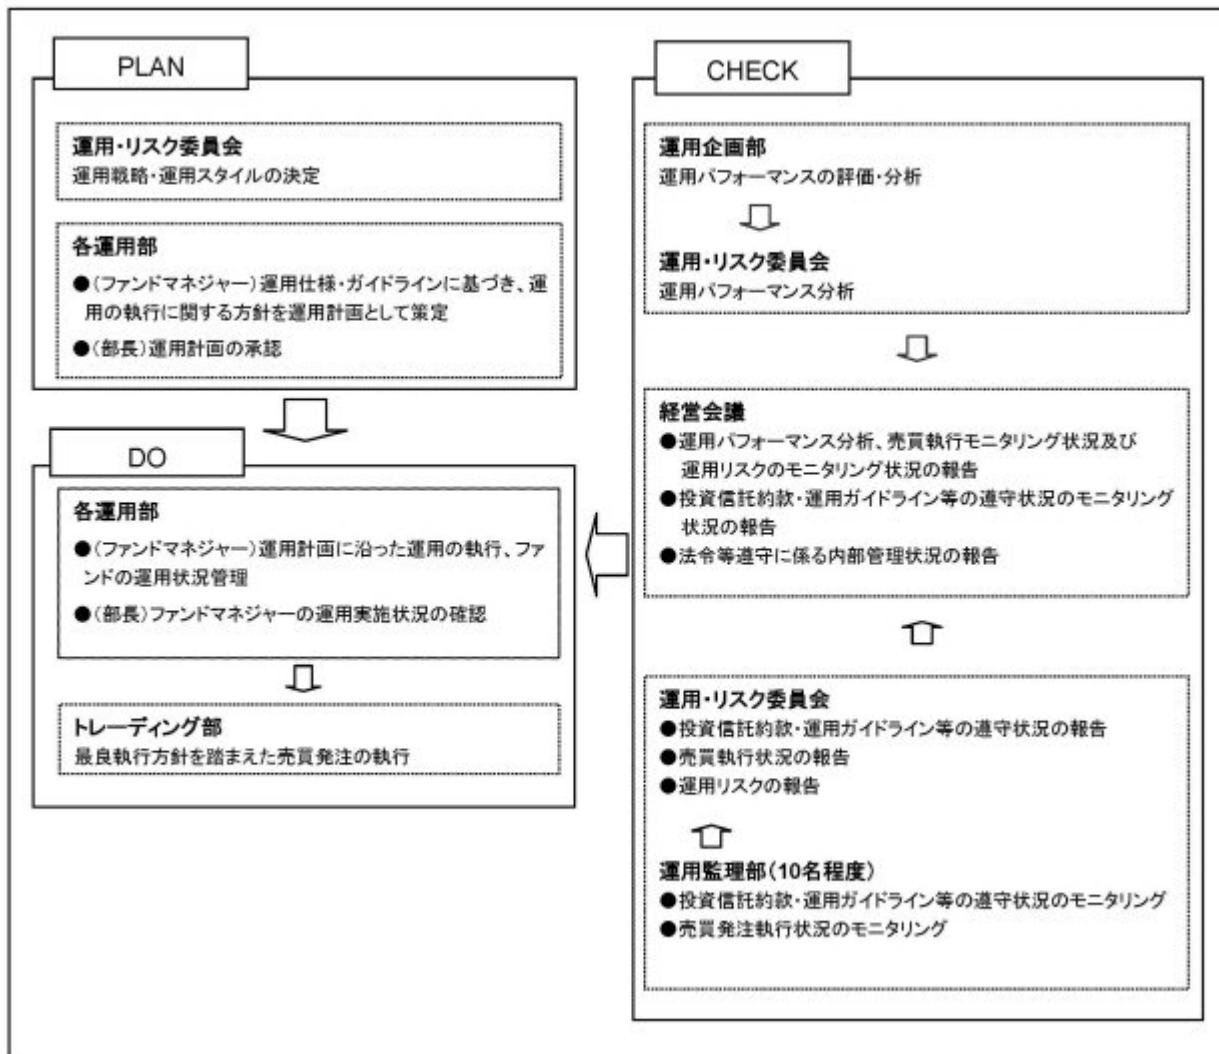 PLAN
運用・リスク委員会
運用戦略・運用スタイルの決定
各運用部
●(ファンドマネジャー)運用仕様・ガイドラインに基づき、運
用の執行に関する方針を運用計画として策定
●(部長)運用計画の承認
DO
各運用部
●(ファンドマネジャー)運用計画に沿った運用の執行、ファ
ンドの運用状況管理
●(部長)ファンドマネジャーの運用実施状況の確認
トレーディング部
最良執行方針を踏まえた売買発注の執行
CHECK
運用企画部
運用パフォーマンスの評価・分析
運用・リスク委員会
運用パフォーマンス分析
経営会議
●運用パフォーマンス分析、売買執行モニタリング状況及び
運用リスクのモニタリング状況の報告
●投資信託約款・運用ガイドライン等の遵守状況のモニタリング
状況の報告
●法令等遵守に係る内部管理状況の報告
運用・リスク委員会
●投資信託約款・運用ガイドライン等の遵守状況の報告
●売買執行状況の報告
●運用リスクの報告
運用監理部(10名程度)
●投資信託約款・運用ガイドライン等の遵守状況のモニタリング
●売買発注執行状況のモニタリング